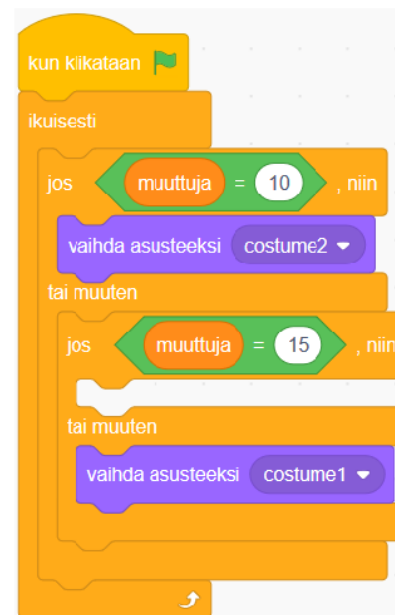 kun klikataan
ikuisesti
jos muuttuja = 10 , niin
vaihda asusteeksi costume2
tai muuten
jos muuttuja = 15 , niin
tai muuten
vaihda asusteeksi costume1